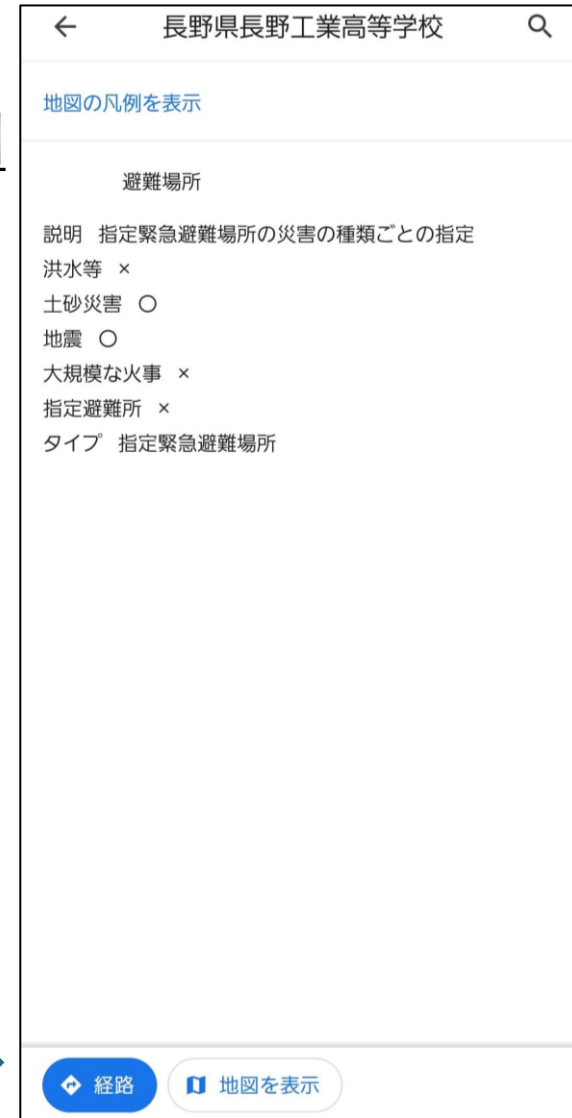 長野県長野工業高等学校
地図の凡例を表示
避難場所
説明 指定緊急避難場所の災害の種類ごとの指定
洪水等 ×
土砂災害 〇
地震 〇
大規模な火事 ×
指定避難所 ×
タイプ 指定緊急避難場所
経路
地図を表示